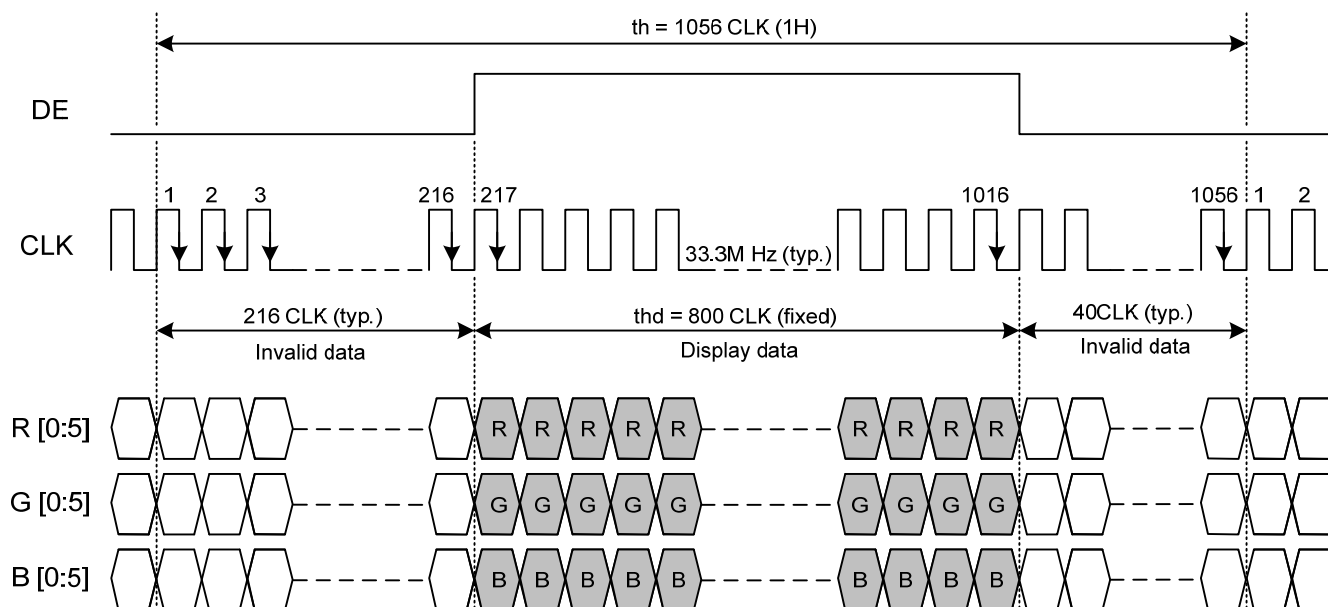 th = 1056 CLK (1H)
DE
1 2 3 216 217 1016 1056 1 2
CLK
33.3M Hz (typ.)
216 CLK (typ.) thd = 800 CLK (fixed) 40CLK (typ.)
Invalid data Display data Invalid data
R [0:5] R R R R R R R R R
G [0:5] G G G G G G G G G
B [0:5] B B B B B B B B B